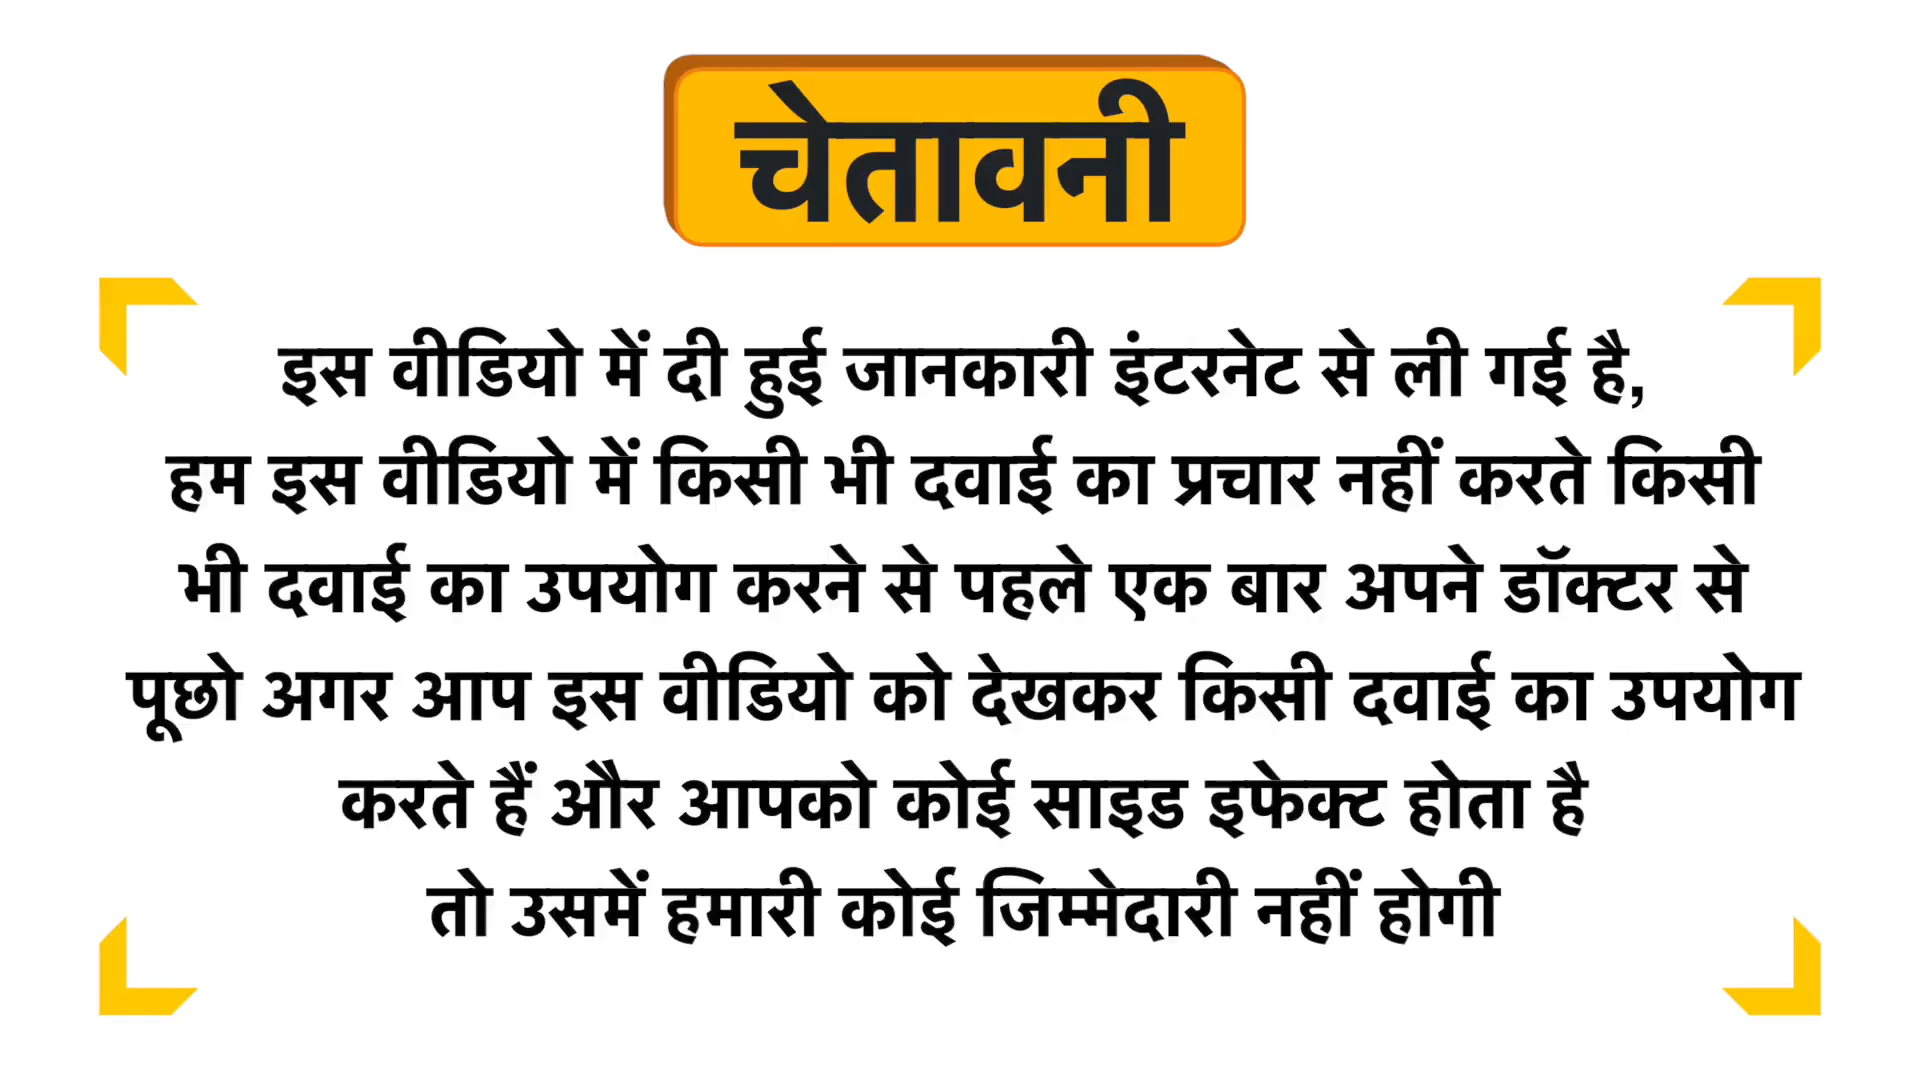 चेतावनी
इस वीडियो में दी हुई जानकारी इंटरनेट से ली गई है,
हम इस वीडियो में किसी भी दवाई का प्रचार नहीं करते किसी
भी दवाई का उपयोग करने से पहले एक बार अपने डॉक्टर से
पूछो अगर आप इस वीडियो को देखकर किसी दवाई का उपयोग
करते हैं और आपको कोई साइड इफेक्ट होता है
तो उसमें हमारी कोई जिम्मेदारी नहीं होगी